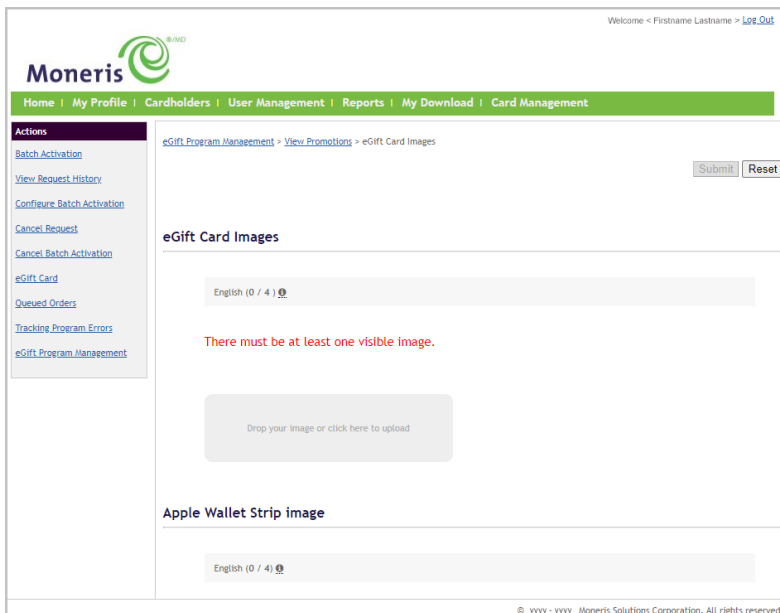 Welcome < Firstname Lastname > Log Out
®/MD
Moneris
Home | My Profile | Cardholders | User Management | Reports | My Download | Card Management
Actions
Batch Activation
View Request History
Configure Batch Activation
Cancel Request
Cancel Batch Activation
eGift Card
Queued Orders
Tracking Program Errors
eGift Program Management
eGift Program Management > View Promotions > eGift Card Images
Submit Reset
eGift Card Images
English (0 / 4 )
There must be at least one visible image.
Drop your image or click here to upload
Apple Wallet Strip image
English (0 / 4)
© yyyy - yyyy Moneris Solutions Corporation. All rights reserved